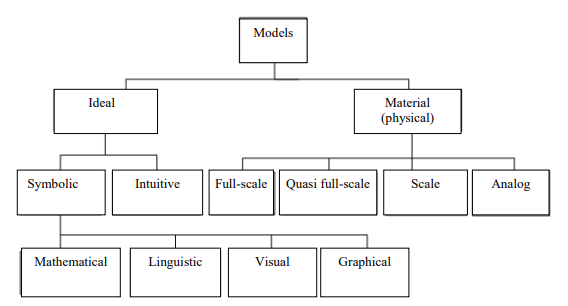 Models
Ideal
Material
(physical)
Symbolic
Intuitive
Full-scale
Quasi full-scale
Scale
Analog
Mathematical
Linguistic
Visual
Graphical